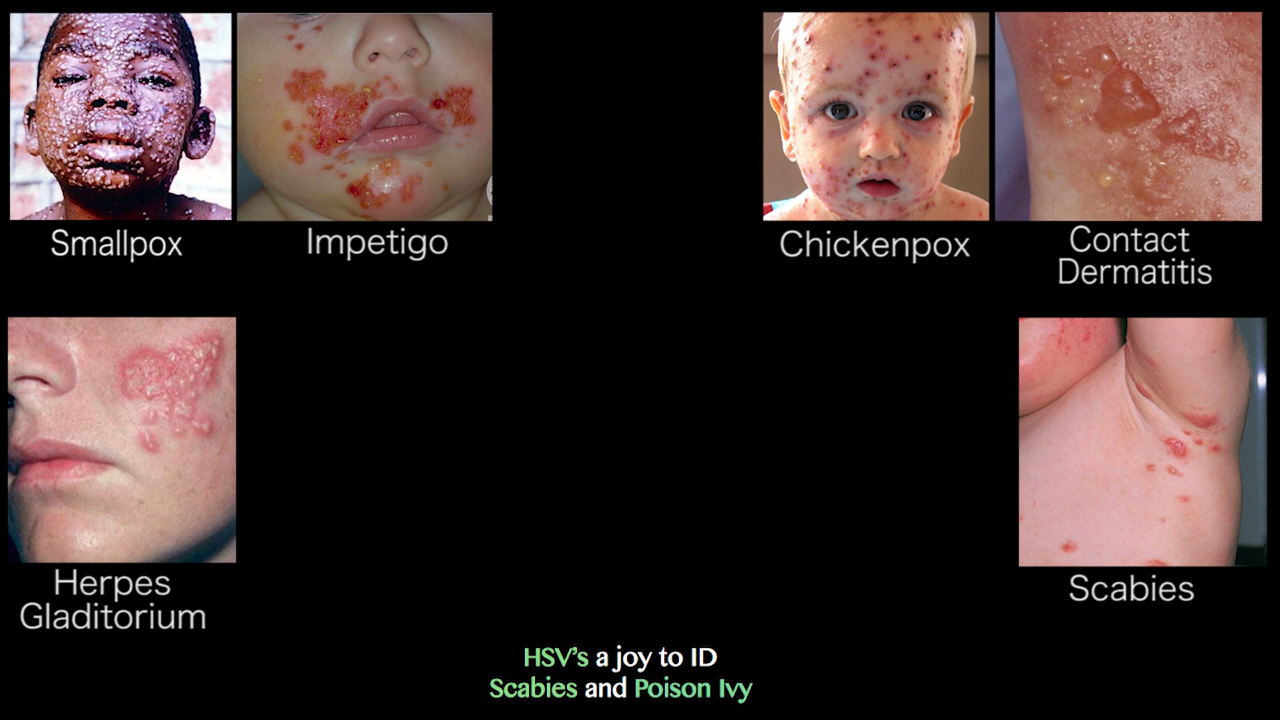 Smallpox
Impetigo
Chickenpox
Contact
Dermatitis
Herpes
Gladitorium
Scabies
HSV's a joy to ID
Scabies and Poison Ivy